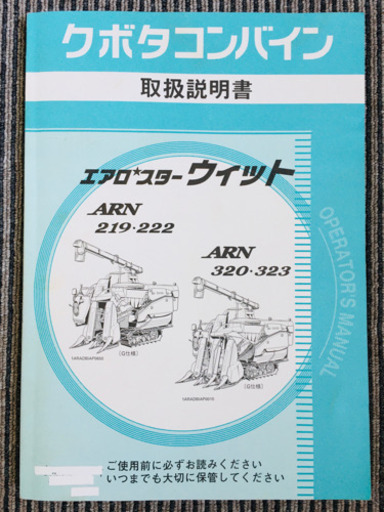 クボタコンバイン
取扱説明書
エアロ★スター ウィット
ARN
219・222
ARN
320・323
(G仕様)
(G仕様)
OPERATOR'S MANUAL
ご使用前に必ずお読みください
いつまでも大切に保管してください